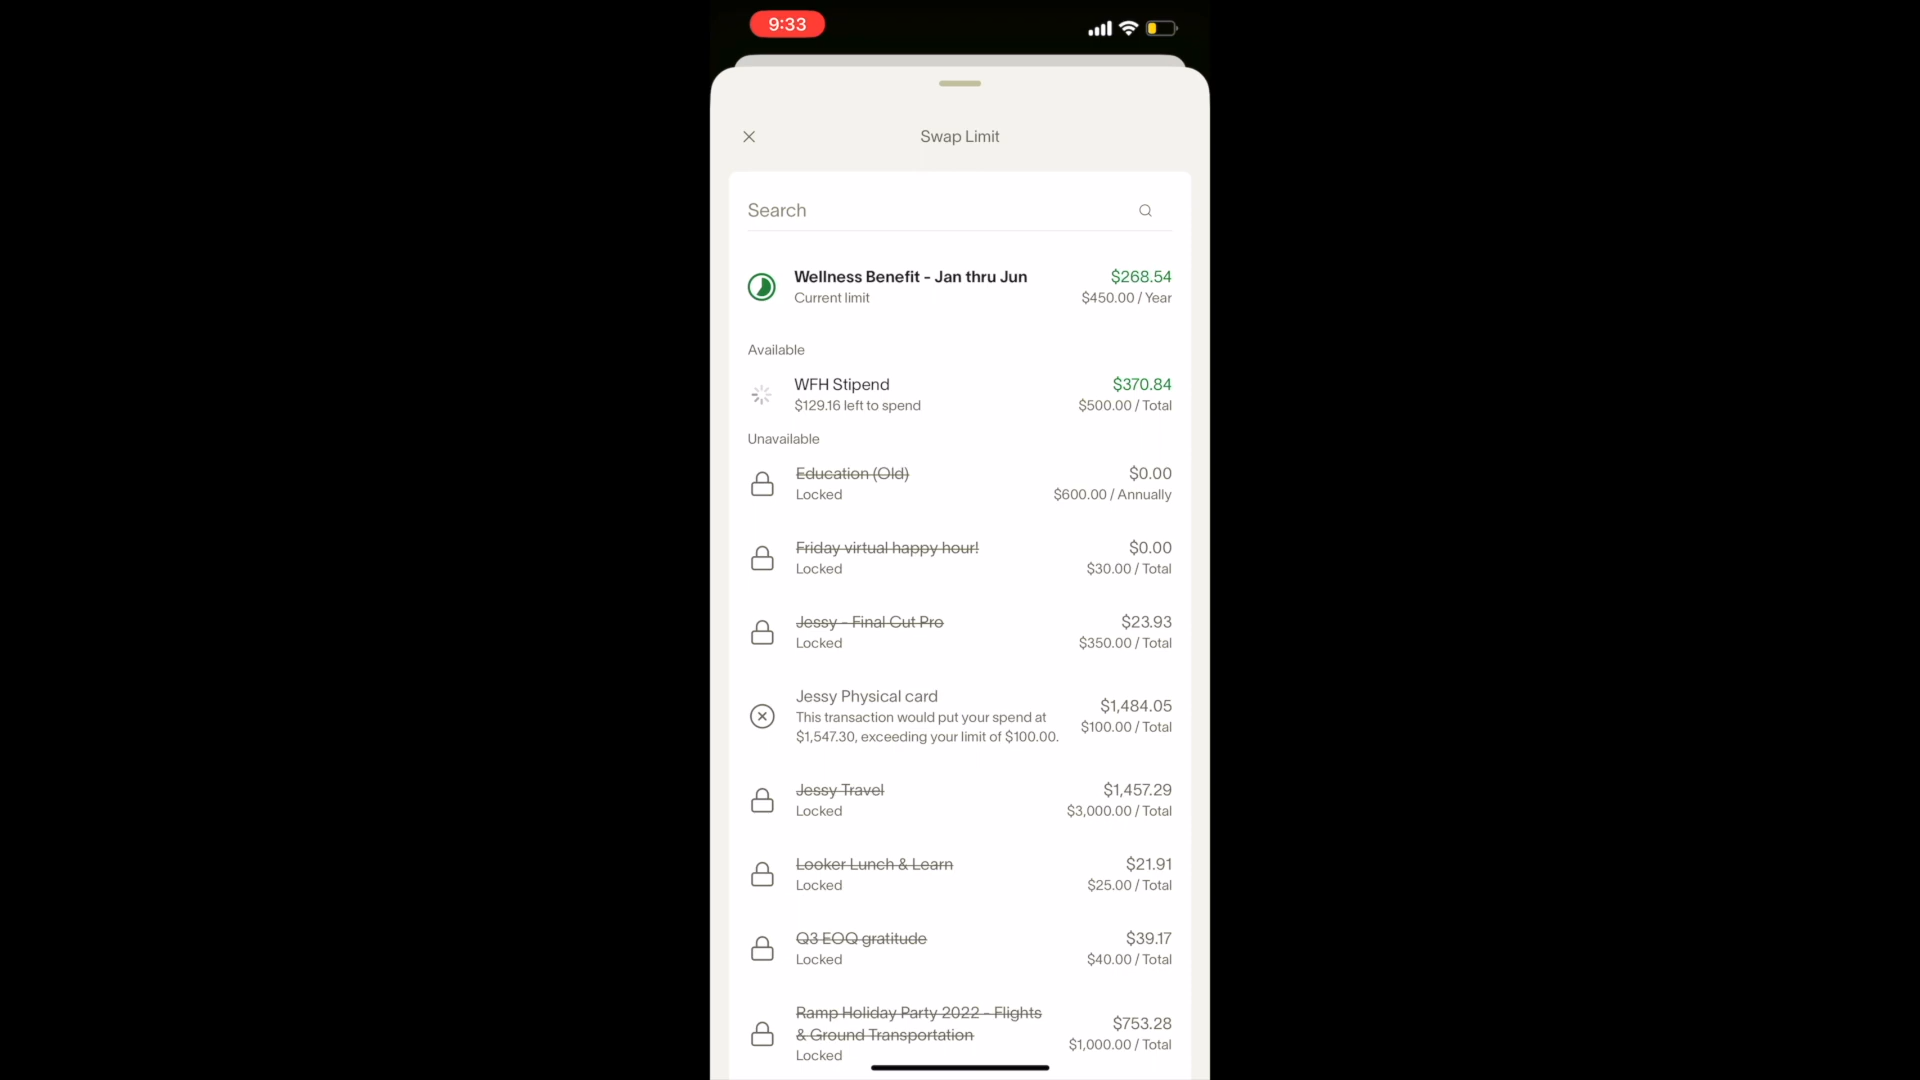 9:33
Swap Limit
Search
Wellness Benefit - Jan thru Jun $268.54
Current limit $450.00 / Year
Available
WFH Stipend $370.84
$129.16 left to spend $500.00 / Total
Unavailable
Education (Old) $0.00
Locked $600.00 / Annually
Friday virtual happy hour! $0.00
Locked $30.00 / Total
Jessy - Final Cut Pro $23.93
Locked $350.00 / Total
Jessy Physical card
This transaction would put your spend at
$1,547.30, exceeding your limit of $100.00.
$1,484.05
$100.00 / Total
Jessy Travel $1,457.29
Locked $3,000.00 / Total
Looker Lunch & Learn $21.91
Locked $25.00 / Total
Q3 EOQ gratitude $39.17
Locked $40.00 / Total
Ramp Holiday Party 2022 - Flights
& Ground Transportation
Locked
$753.28
$1,000.00 / Total